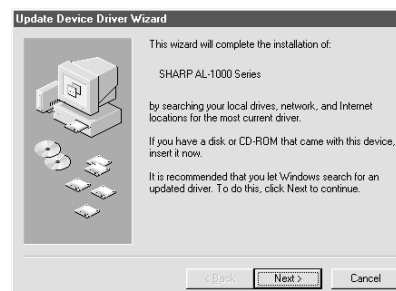 Update Device Driver Wizard
This wizard will complete the installation of:
SHARP AL-1000 Series
by searching your local drives, network, and Internet
locations for the most current driver.
If you have a disk or CD-ROM that came with this device,
insert it now.
It is recommended that you let Windows search for an
updated driver. To do this, click Next to continue.
< Back
Next >
Cancel